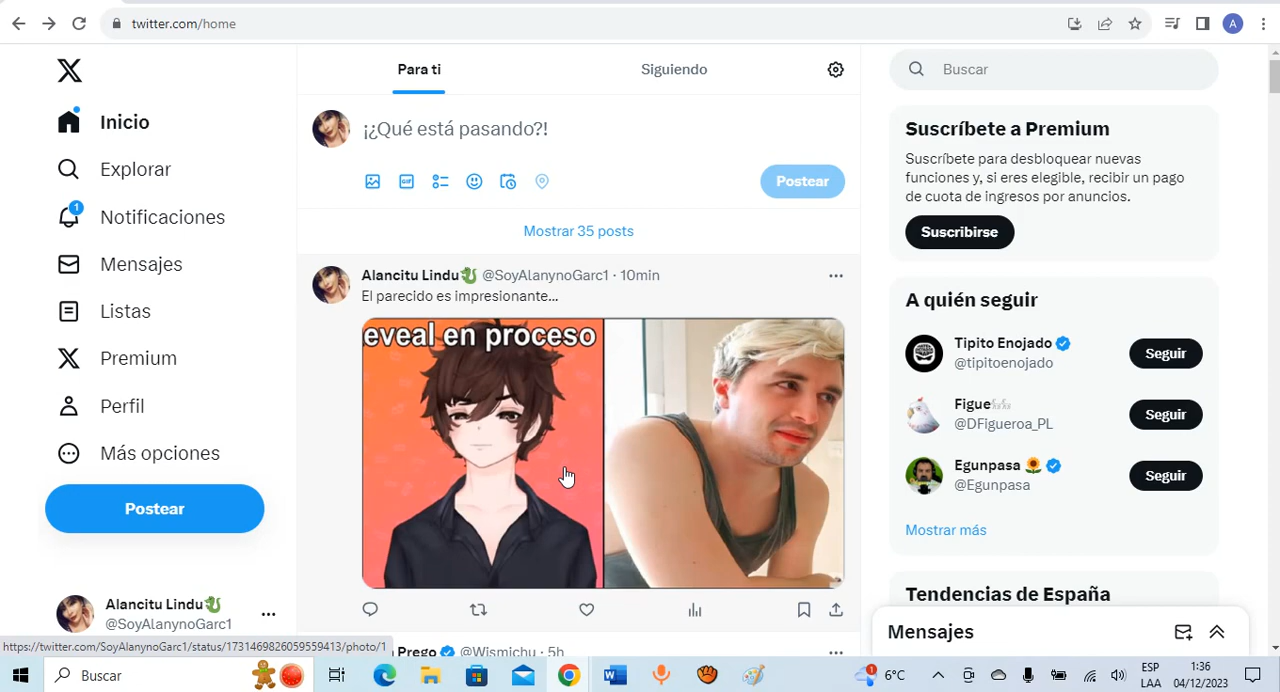 twitter.com/home
A
Inicio
Explorar
1
Notificaciones
Mensajes
Listas
Premium
Perfil
Más opciones
Postear
Alancitu Lindu
@SoyAlanynoGarc1
https://twitter.com/SoyAlanynoGarc1/status/1731469826059559413/photo/1
Para ti
Siguiendo
¡¿Qué está pasando?!
GIF
Postear
Mostrar 35 posts
Alancitu Lindu @SoyAlanynoGarc1 · 10min
El parecido es impresionante...
eveal en proceso
Prego @Wismichu · 5h
Buscar
Suscríbete a Premium
Suscríbete para desbloquear nuevas
funciones y, si eres elegible, recibir un pago
de cuota de ingresos por anuncios.
Suscribirse
A quién seguir
Tipito Enojado
@tipitoenojado
Seguir
Figue
@DFigueroa_PL
Seguir
Egunpasa
@Egunpasa
Seguir
Mostrar más
Tendencias de España
Mensajes
Buscar
1
6°C
ESP
LAA
1:36
04/12/2023